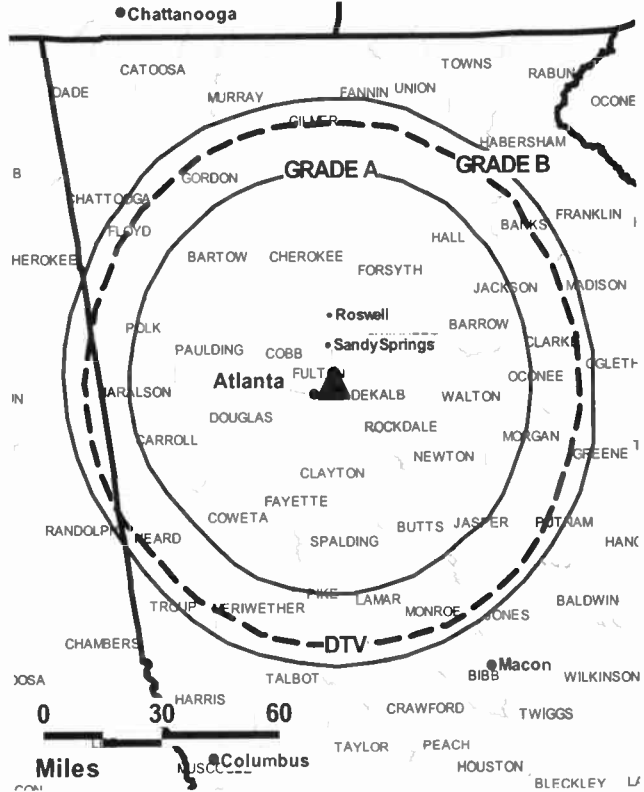 Chattanooga
CATOOSA
TOWNS
RABUN
DADE
MURRAY
FANNIN
UNION
OCONE
GILMER
HABERSHAM
B
GORDON
GRADE A
GRADE B
CHATTOOGA
FLOYD
BANKS
FRANKLIN
HALL
HEROKEE
BARTOW
CHEROKEE
FORSYTH
JACKSON
MADISON
Roswell
POLK
BARROW
PAULDING
COBB
Sandy Springs
CLARKE
OGLETH
FULTON
Atlanta
OCONEE
ARALSON
DEKALB
WALTON
DOUGLAS
ROCKDALE
CARROLL
MORGAN
NEWTON
GREENE
CLAYTON
FAYETTE
COWETA
BUTTS
JASPER
PUTNAM
RANDOLPH
HEARD
SPALDING
HANC
PIKE
LAMAR
BALDWIN
TROUP
MERIWETHER
MONROE
JONES
CHAMBERS
DTV
Macon
BIBB
WILKINSON
TALBOT
OOSA
HARRIS
0 30 60
CRAWFORD
TWIGGS
TAYLOR
PEACH
Miles
Columbus
HOUSTON
BLECKLEY
LA
CON